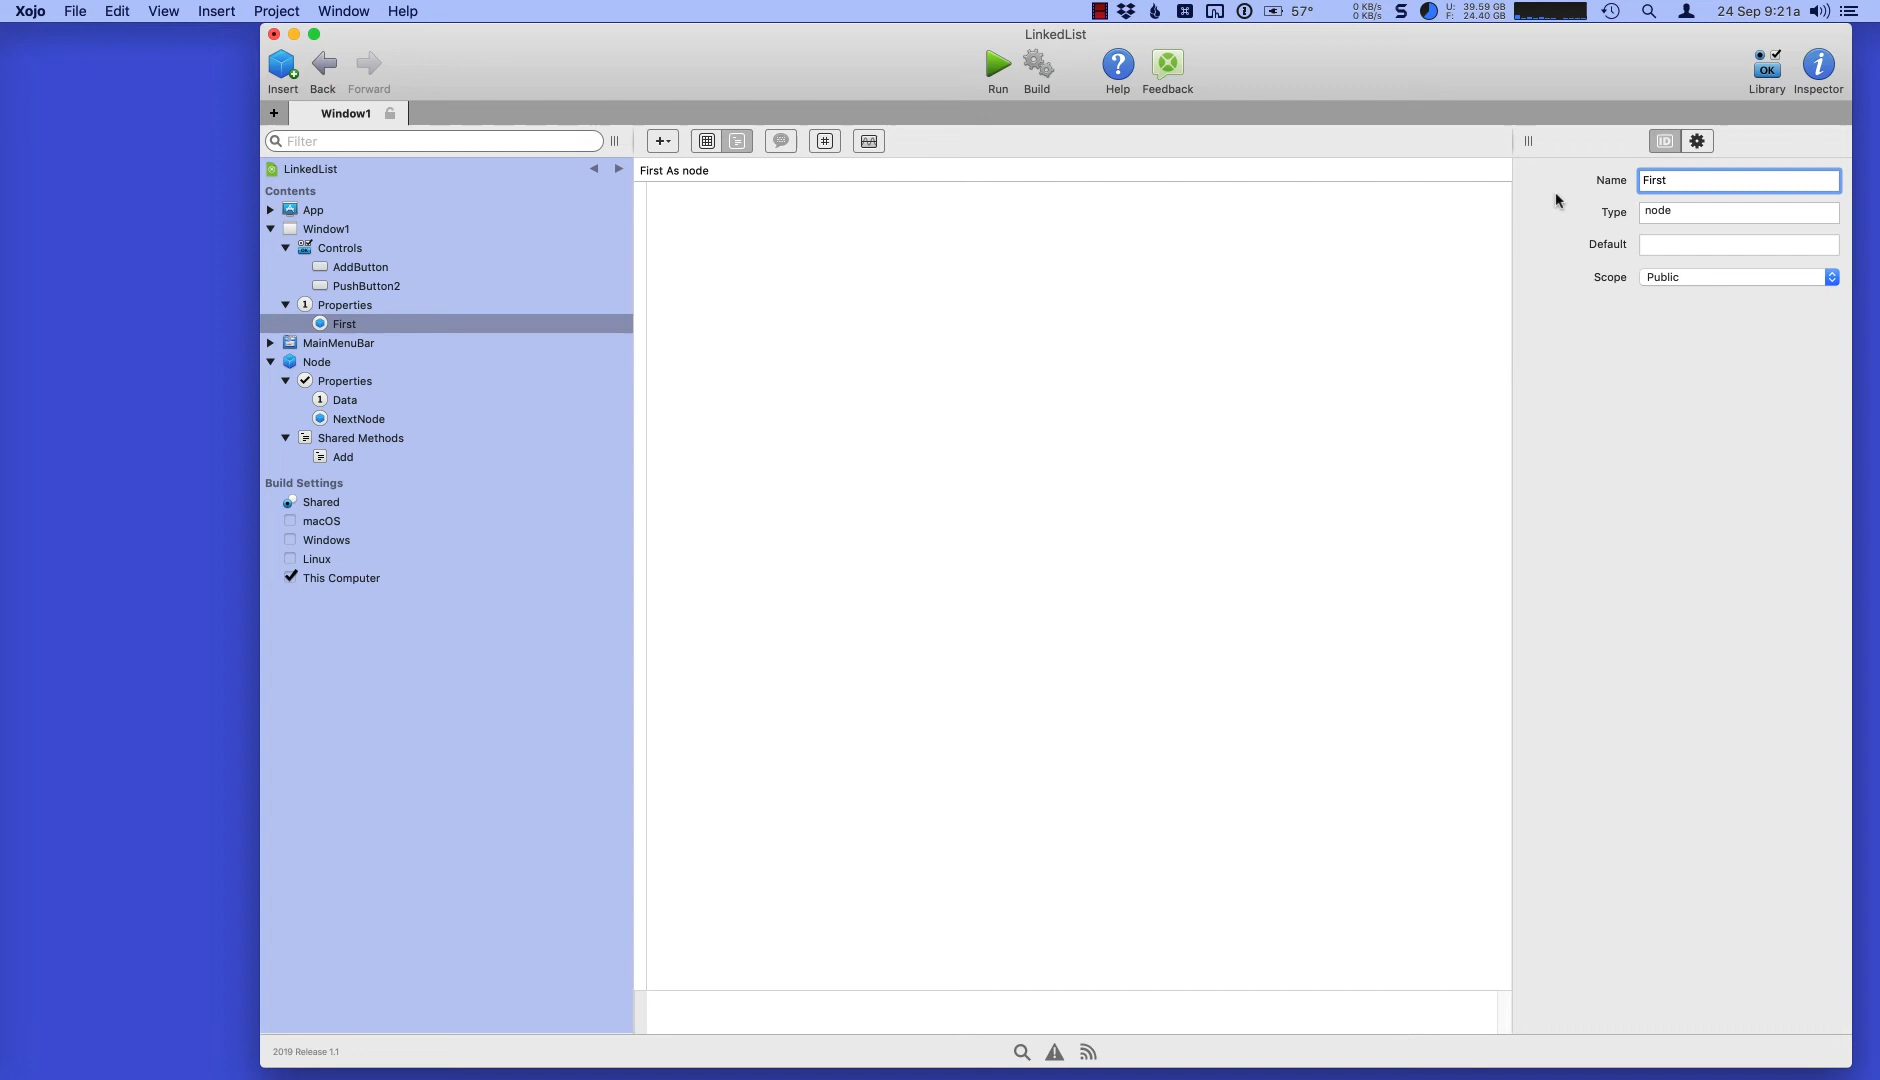 Xojo File Edit View Insert Project Window Help
57°
0 KB/s
0 KB/s
U: 39.59 GB
F: 24.40 GB
24 Sep 9:21a
LinkedList
Insert Back Forward
Run Build Help Feedback
OK
Library Inspector
+ Window1
Filter
LinkedList
First As node
Contents
App
Window1
Controls
AddButton
PushButton2
Properties
First
MainMenuBar
Node
Properties
Data
NextNode
Shared Methods
Add
Build Settings
Shared
macOS
Windows
Linux
This Computer
ID
Name First
Type node
Default
Scope Public
2019 Release 1.1